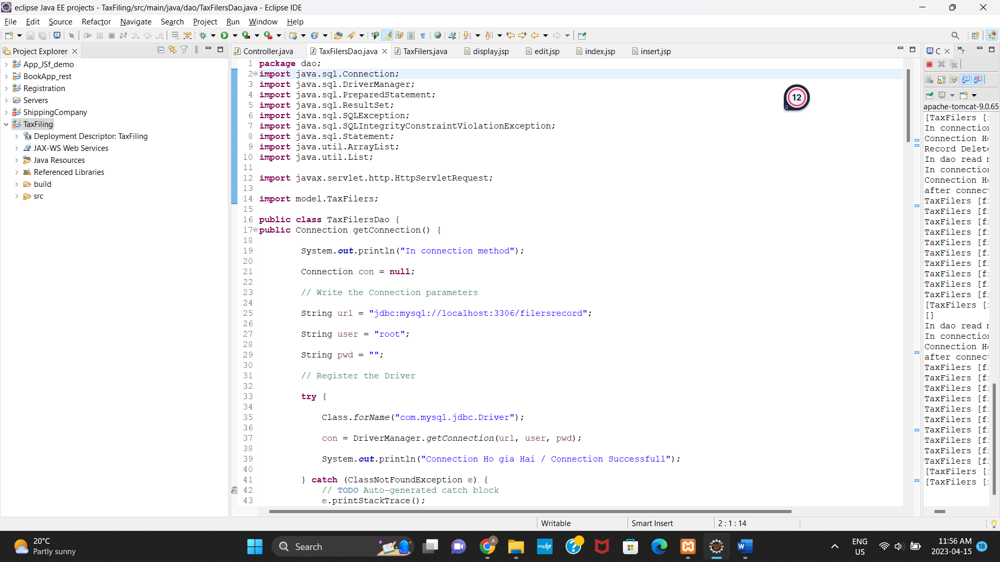 eclipse Java EE projects - TaxFiling/src/main/java/dao/TaxFilersDao.java - Eclipse IDE
File Edit Source Refactor Navigate Search Project Run Window Help
Project Explorer
App_JSf_demo
BookApp_rest
Registration
Servers
ShippingCompany
TaxFiling
Deployment Descriptor: TaxFiling
JAX-WS Web Services
Java Resources
Referenced Libraries
build
src
Controller.java TaxFilersDao.java TaxFilers.java display.jsp edit.jsp index.jsp insert.jsp
1 package dao;
2 import java.sql.Connection;
3 import java.sql.DriverManager;
4 import java.sql.PreparedStatement;
5 import java.sql.ResultSet;
6 import java.sql.SQLException;
7 import java.sql.SQLIntegrityConstraintViolationException;
8 import java.sql.Statement;
9 import java.util.ArrayList;
10 import java.util.List;
11
12 import javax.servlet.http.HttpServletRequest;
13
14 import model.TaxFilers;
15
16 public class TaxFilersDao {
17 public Connection getConnection() {
18
19 System.out.println("In connection method");
20
21 Connection con = null;
22
23 // Write the Connection parameters
24
25 String url = "jdbc:mysql://localhost:3306/filersrecord";
26
27 String user = "root";
28
29 String pwd = "";
30
31 // Register the Driver
32
33 try {
34
35 Class.forName("com.mysql.jdbc.Driver");
36
37 con = DriverManager.getConnection(url, user, pwd);
38
39 System.out.println("Connection Ho gia Hai / Connection Successfull");
40
41 } catch (ClassNotFoundException e) {
42 // TODO Auto-generated catch block
43 e.printStackTrace();
12
C
7
apache-tomcat-9.0.65
[TaxFilers [
In connection
Connection Ho
Record Delete
In dao read
In connection
Connection Ho
after connect
TaxFilers [f
TaxFilers [f
TaxFilers [f
TaxFilers [f
TaxFilers [f
TaxFilers [f
TaxFilers [f
TaxFilers [f
TaxFilers [f
TaxFilers [f
[TaxFilers [
[]
In dao read
In connection
Connection Ho
after connect
TaxFilers [f
TaxFilers [f
TaxFilers [f
TaxFilers [f
TaxFilers [f
TaxFilers [f
TaxFilers [f
TaxFilers [f
TaxFilers [f
TaxFilers [f
[TaxFilers [
[TaxFilers [
Writable Smart Insert 2 : 1 : 14
20°C
Partly sunny
Search
myhp
ENG
US
11:56 AM
2023-04-15
18